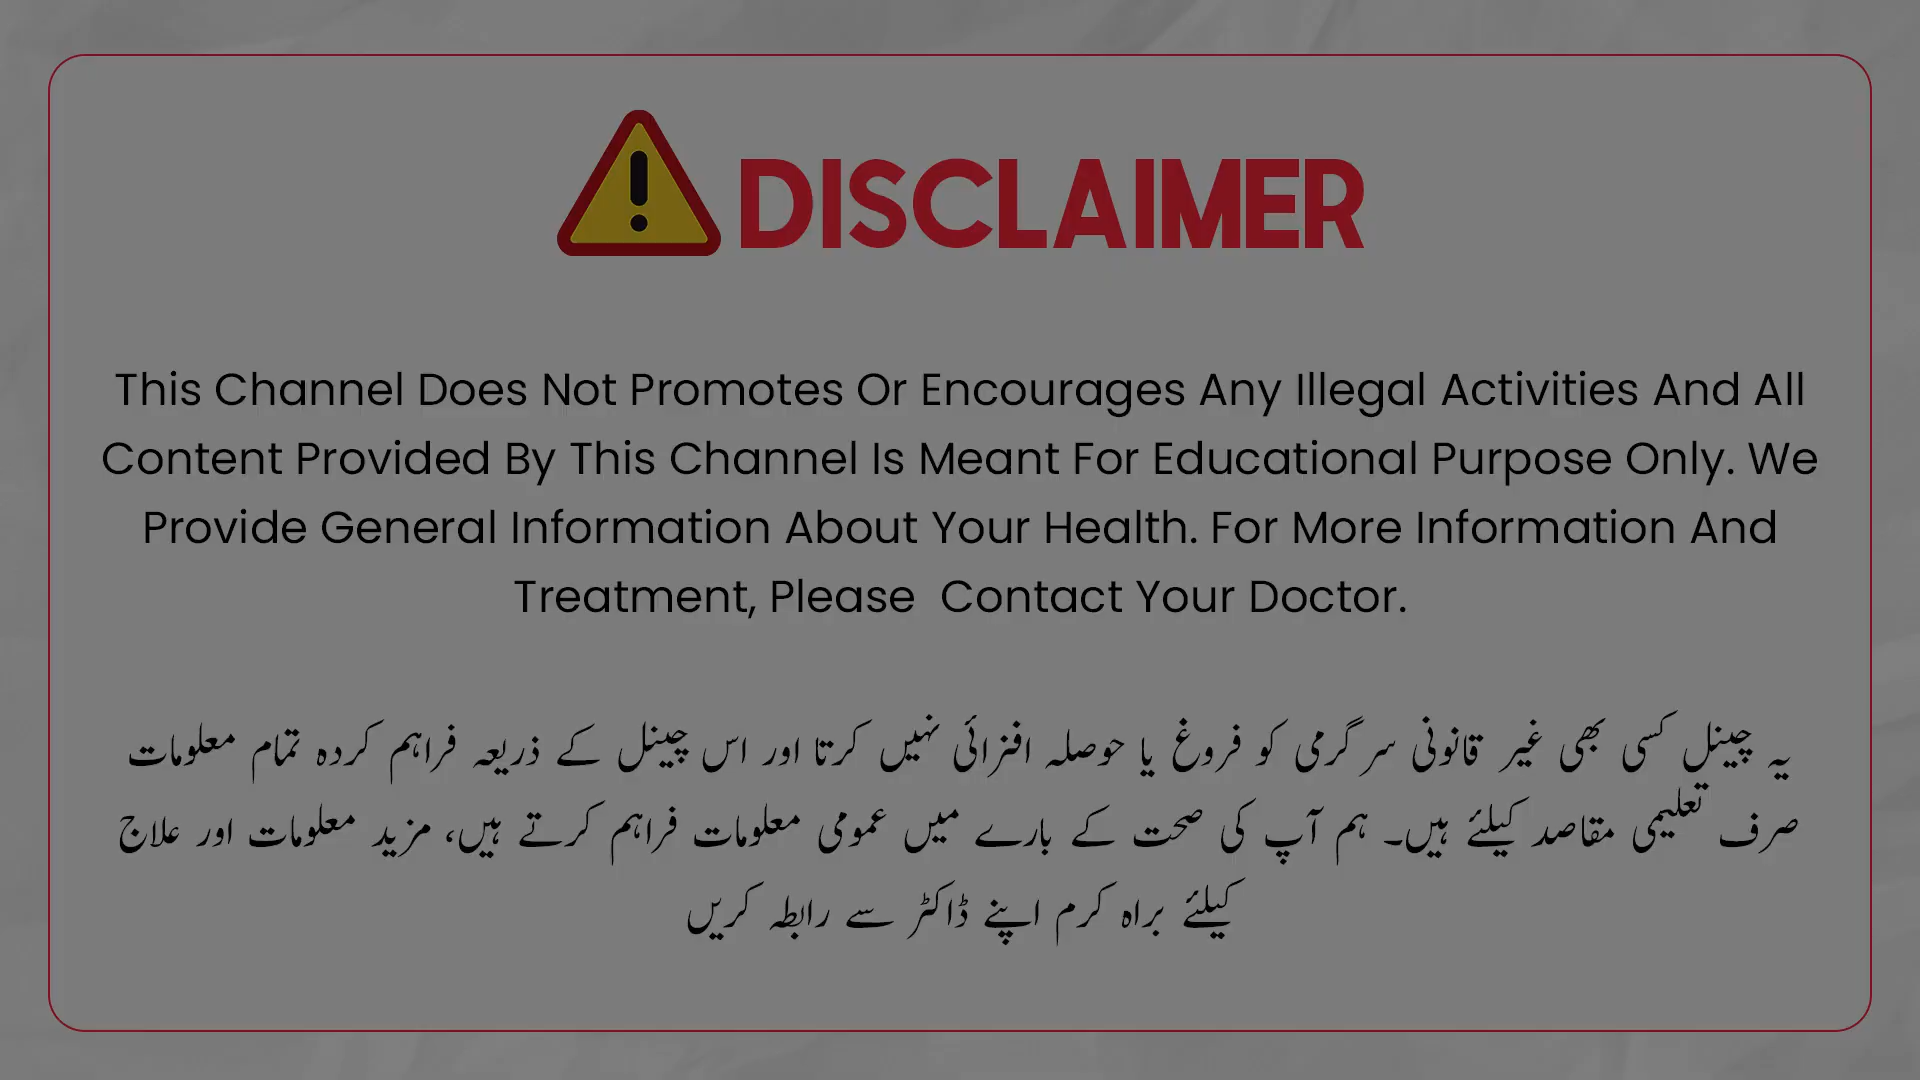 DISCLAIMER
This Channel Does Not Promotes Or Encourages Any Illegal Activities And All
Content Provided By This Channel Is Meant For Educational Purpose Only. We
Provide General Information About Your Health. For More Information And
Treatment, Please  Contact Your Doctor.
یہ چینل کسی بھی غیر قانونی سرگرمی کو فروغ یا حوصلہ افزائی نہیں کرتا اور اس چینل کے ذریعہ فراہم کردہ تمام معلومات
صرف تعلیمی مقاصد کیلئے ہیں۔ ہم آپ کی صحت کے بارے میں عمومی معلومات فراہم کرتے ہیں، مزید معلومات اور علاج
کیلئے براہ کرم اپنے ڈاکٹر سے رابطہ کریں